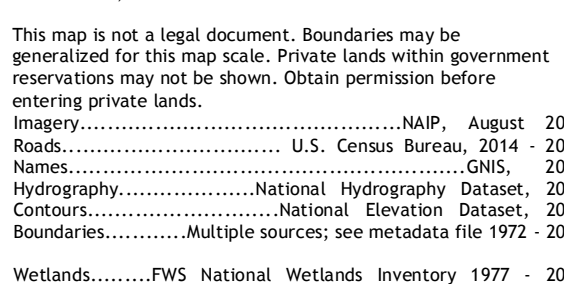 This map is not a legal document. Boundaries may be
generalized for this map scale. Private lands within government
reservations may not be shown. Obtain permission before
entering private lands.
Imagery..........................................NAIP, August 20
Roads............................ U.S. Census Bureau, 2014 - 20
Names....................................................GNIS, 20
Hydrography..................National Hydrography Dataset, 20
Contours.........................National Elevation Dataset, 20
Boundaries............Multiple sources; see metadata file 1972 - 20
Wetlands.........FWS National Wetlands Inventory 1977 - 20